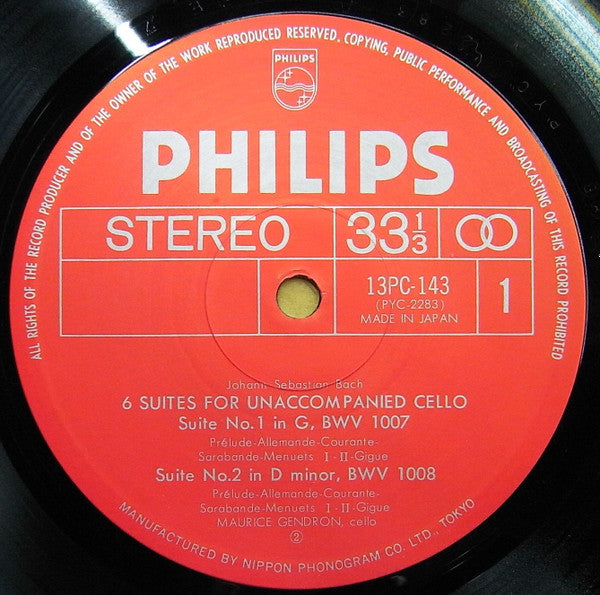 ALL RIGHTS OF THE RECORD PRODUCER AND OF THE OWNER OF THE WORK REPRODUCED RESERVED. COPYING, PUBLIC PERFORMANCE AND BROADCASTING OF THIS RECORD PROHIBITED
PHILIPS
PHILIPS
STEREO 33 1/3
13PC-143
(PYC-2283)
MADE IN JAPAN
1
Johann Sebastian Bach
6 SUITES FOR UNACCOMPANIED CELLO
Suite No.1 in G, BWV 1007
Prélude-Allemande-Courante-
Sarabande-Menuets I-II-Gigue
Suite No.2 in D minor, BWV 1008
Prélude-Allemande-Courante-
Sarabande-Menuets I-II-Gigue
MAURICE GENDRON, cello
②
MANUFACTURED BY NIPPON PHONOGRAM CO. LTD., TOKYO